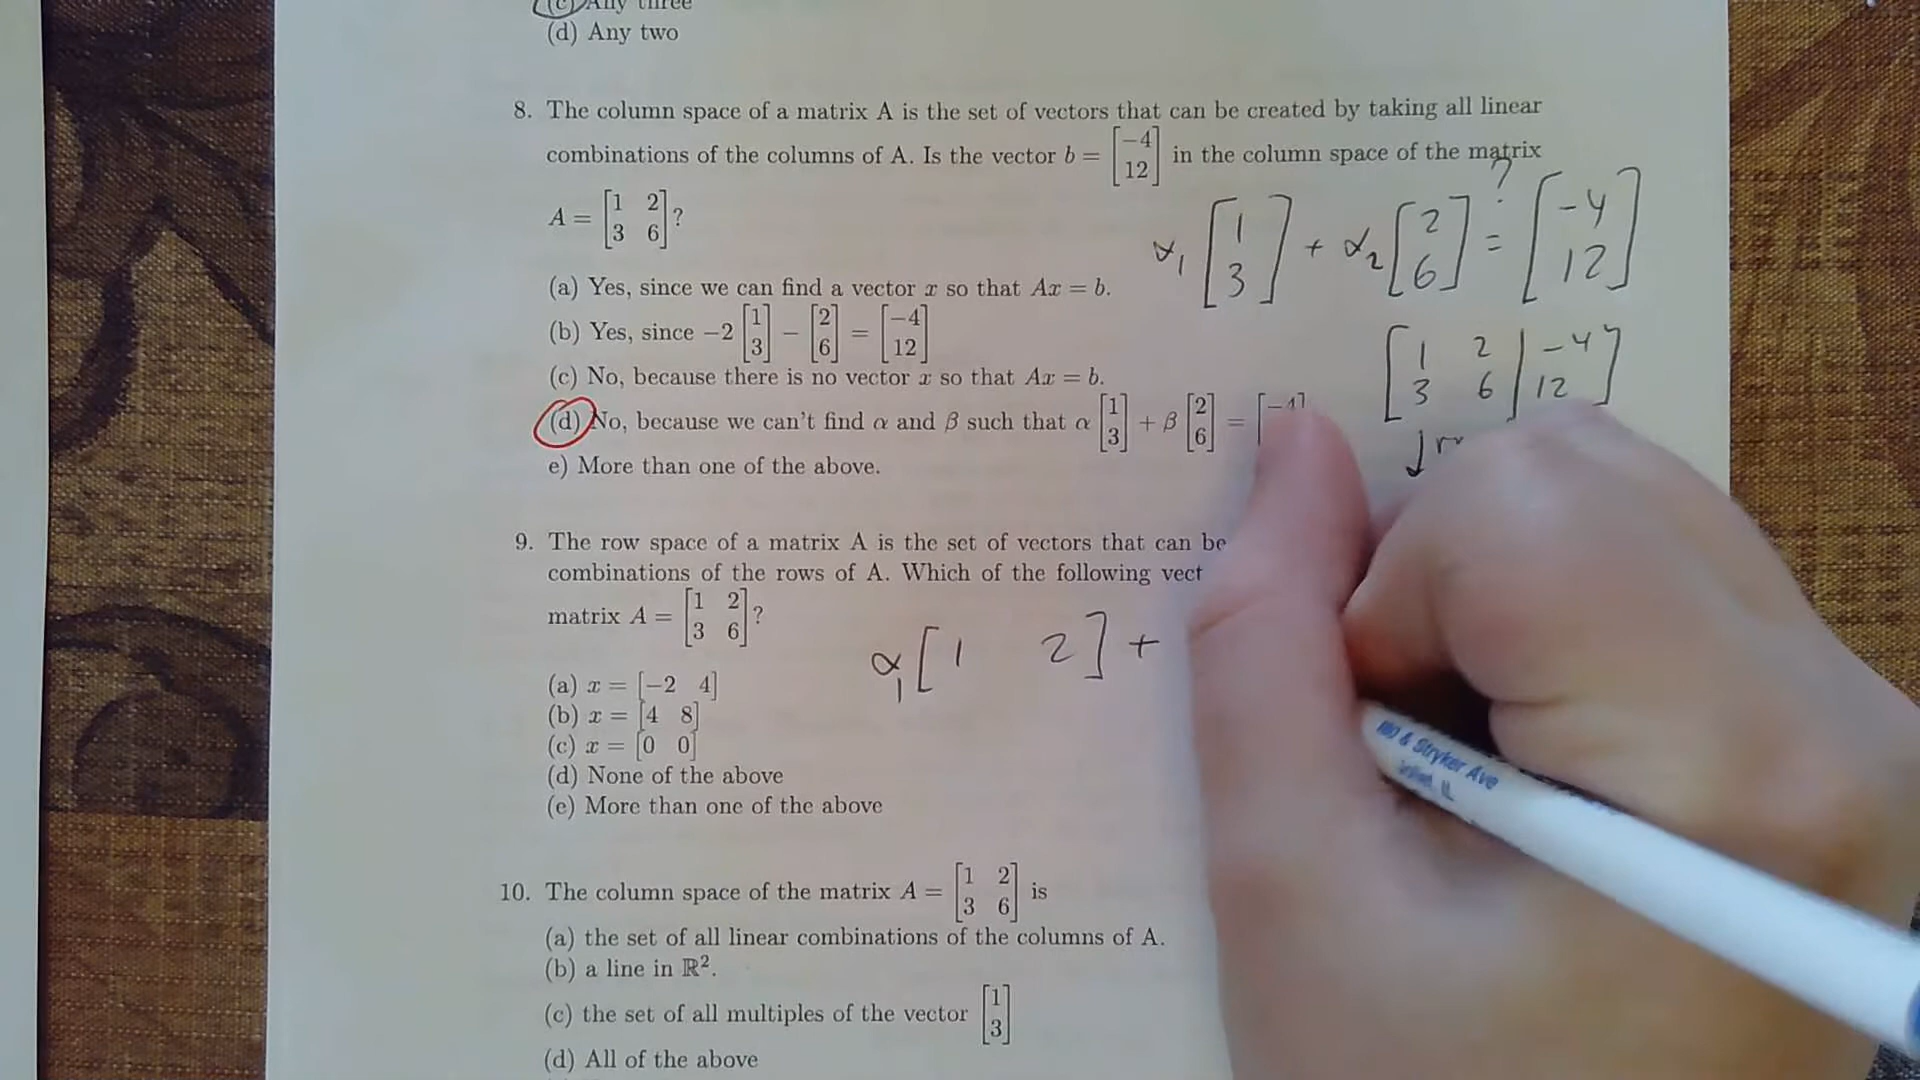 (c) Any three
(d) Any two
8. The column space of a matrix A is the set of vectors that can be created by taking all linear
combinations of the columns of A. Is the vector b = [−4 12] in the column space of the matrix
A = [1 2 3 6]?
α1 [1 3] + α2 [2 6] ?= [−4 12]
(a) Yes, since we can find a vector x so that Ax = b.
(b) Yes, since −2 [1 3] − [2 6] = [−4 12]
[1 2 | −4
3 6 | 12]
(c) No, because there is no vector x so that Ax = b.
(d) No, because we can't find α and β such that α [1 3] + β [2 6] =
e) More than one of the above.
9. The row space of a matrix A is the set of vectors that can be
combinations of the rows of A. Which of the following
matrix A = [1 2 3 6]?
α1 [1 2] +
(a) x = [−2 4]
(b) x = [4 8]
(c) x = [0 0]
(d) None of the above
(e) More than one of the above
& Stryker Ave
10. The column space of the matrix A = [1 2 3 6] is
(a) the set of all linear combinations of the columns of A.
(b) a line in ℝ².
(c) the set of all multiples of the vector [1 3]
(d) All of the above